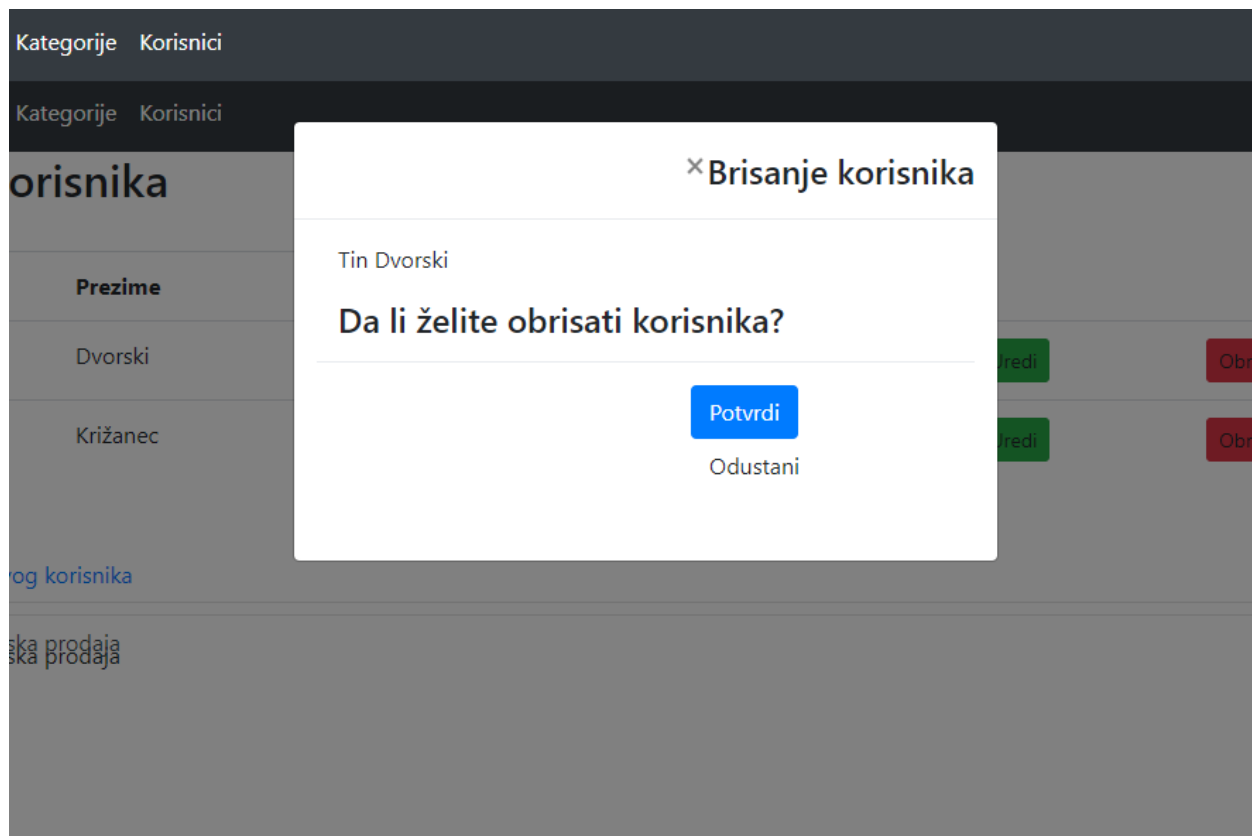 Kategorije Korisnici
Kategorije Korisnici
orisnika
×Brisanje korisnika
Tin Dvorski
Da li želite obrisati korisnika?
Potvrdi
Odustani
Prezime
Dvorski
Uredi
Obr
Križanec
Uredi
Obr
vog korisnika
ska prodaja
ska prodaja